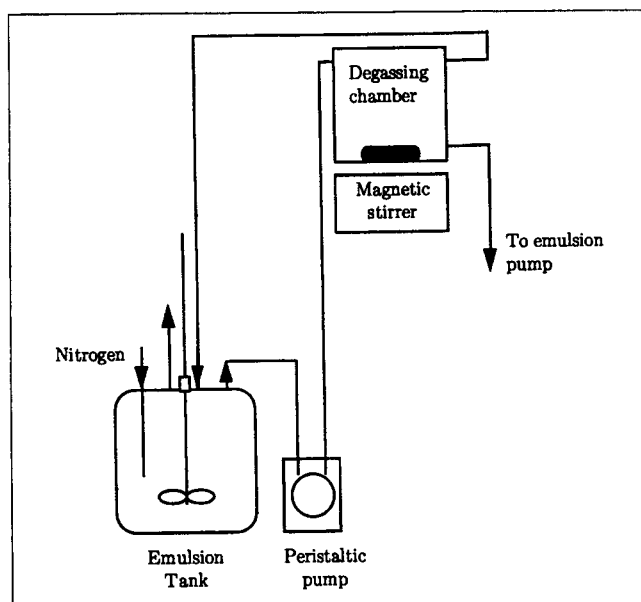 Degassing
chamber
Magnetic
stirrer
To emulsion
pump
Nitrogen
Emulsion
Tank
Peristaltic
pump